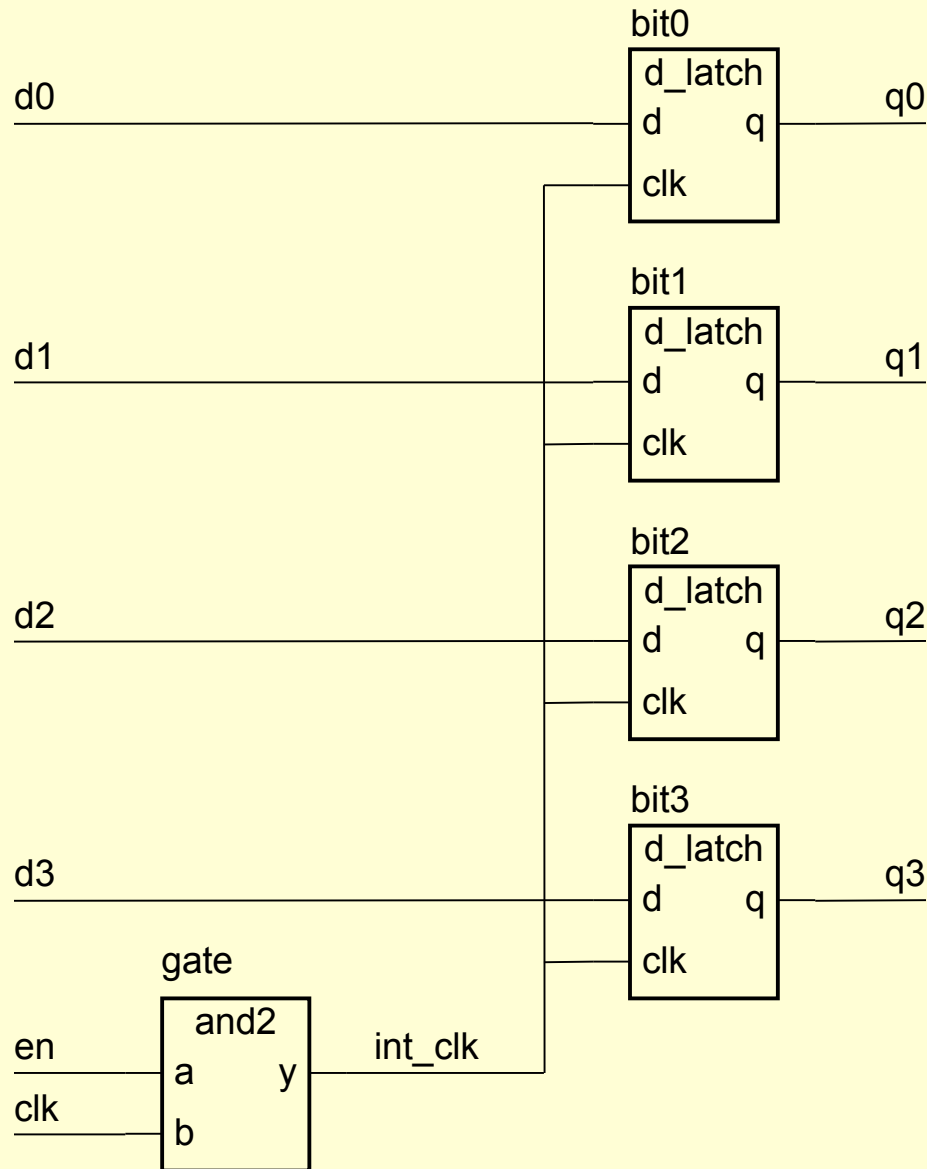 bit0
d_latch
d0
q0
d q
clk
bit1
d_latch
d1
q1
d q
clk
bit2
d_latch
d2
q2
d q
clk
bit3
d_latch
d3
q3
d q
clk
gate
and2
en
int_clk
a y
clk
b